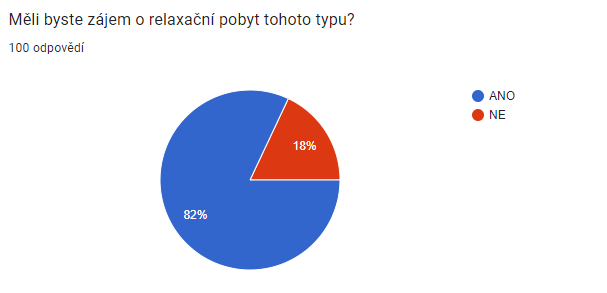 Měli byste zájem o relaxační pobyt tohoto typu?
100 odpovědí
ANO
NE
18%
82%